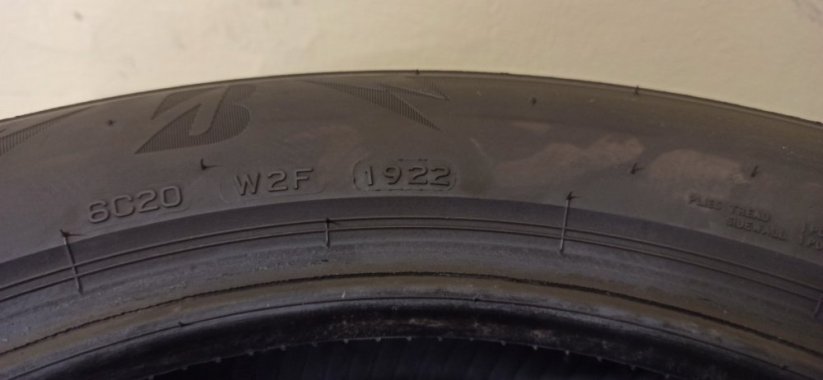 6C20 W2F 1922
PLIES TREAD
SIDEWALL